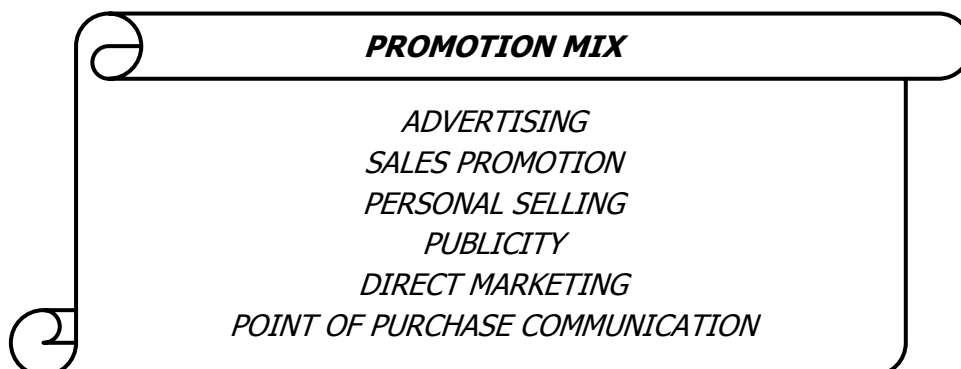 PROMOTION MIX
ADVERTISING
SALES PROMOTION
PERSONAL SELLING
PUBLICITY
DIRECT MARKETING
POINT OF PURCHASE COMMUNICATION